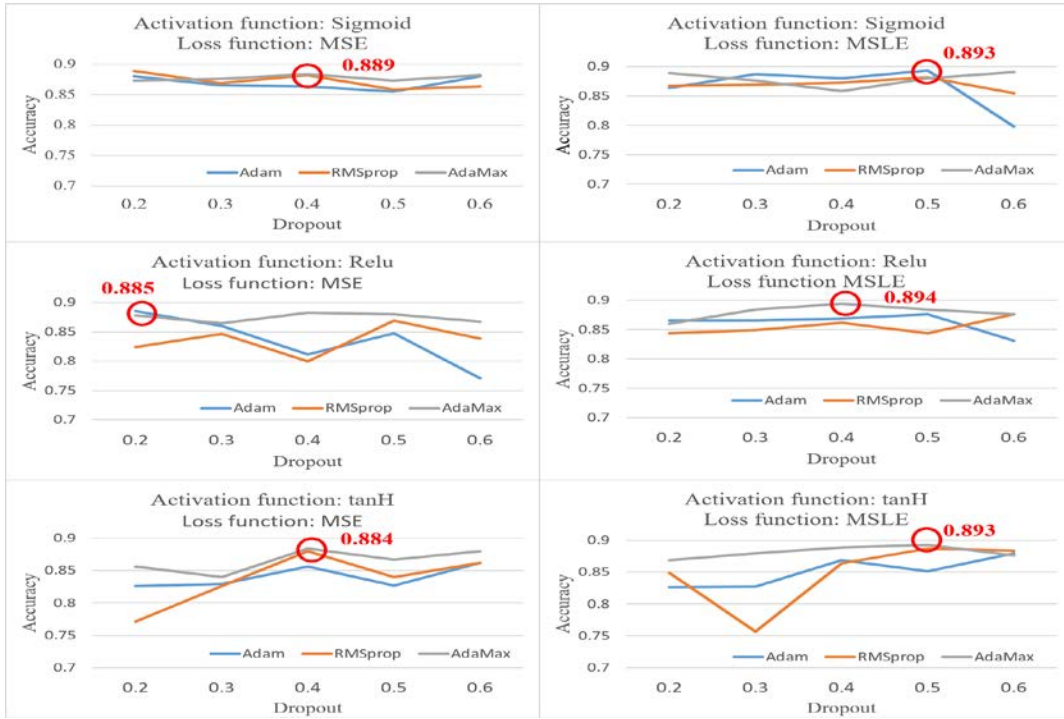 Activation function: Sigmoid
Loss function: MSE
0.889
0.9
0.85
0.8
0.75
0.7
Accuracy
Adam RMSprop AdaMax
0.2 0.3 0.4 0.5 0.6
Dropout
Activation function: Sigmoid
Loss function: MSLE
0.893
0.9
0.85
0.8
0.75
0.7
Accuracy
Adam RMSprop AdaMax
0.2 0.3 0.4 0.5 0.6
Dropout
Activation function: Relu
Loss function: MSE
0.885
0.9
0.85
0.8
0.75
0.7
Accuracy
Adam RMSprop AdaMax
0.2 0.3 0.4 0.5 0.6
Dropout
Activation function: Relu
Loss function MSLE
0.894
0.9
0.85
0.8
0.75
0.7
Accuracy
Adam RMSprop AdaMax
0.2 0.3 0.4 0.5 0.6
Dropout
Activation function: tanH
Loss function: MSE
0.884
0.9
0.85
0.8
0.75
0.7
Accuracy
Adam RMSprop AdaMax
0.2 0.3 0.4 0.5 0.6
Dropout
Activation function: tanH
Loss function: MSLE
0.893
0.9
0.85
0.8
0.75
0.7
Accuracy
Adam RMSprop AdaMax
0.2 0.3 0.4 0.5 0.6
Dropout